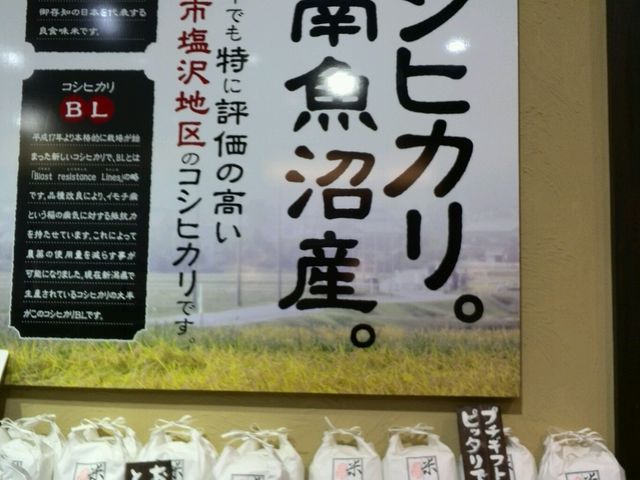 シヒカリ。
南魚沼産。
でも特に評価の高い
市塩沢地区のコシヒカリです。
御存知の日本を代表する
良食味米です。
コシヒカリ
BL
平成17年より本格的に栽培が始
まった新しいコシヒカリで、BLとは
「Blast resistance Lines」の略
です。品種改良により、イモチ病
という稲の病気に対する抵抗力
を持たせています。これによって
農薬の使用量を減らす事が
可能になりました。現在新潟県で
生産されているコシヒカリの大半
がこのコシヒカリBLです。
プチギフト
ピッタリ
米
米
米
米
米
米